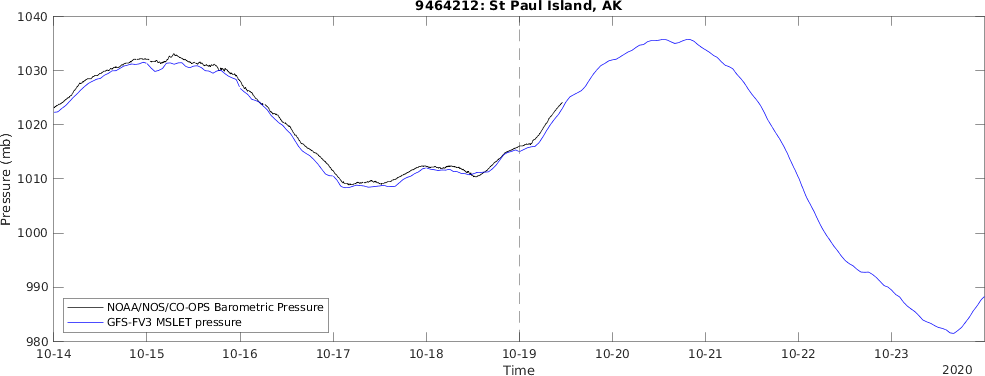 9464212: St Paul Island, AK
1040
1030
1020
1010
1000
990
980
Pressure (mb)
NOAA/NOS/CO-OPS Barometric Pressure
GFS-FV3 MSLET pressure
10-14 10-15 10-16 10-17 10-18 10-19 10-20 10-21 10-22 10-23
Time
2020